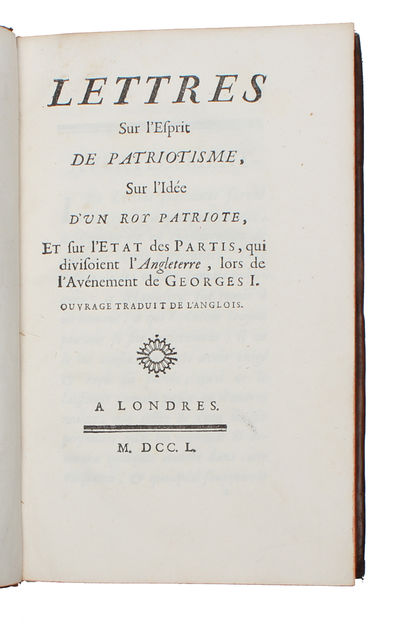 LETTRES
Sur l'Eſprit
DE PATRIOTISME,
Sur l'Idée
D'UN ROY PATRIOTE,
ET ſur l'ETAT des PARTIS, qui
diviſoient l'Angleterre, lors de
l'Avénement de GEORGES I.
OUVRAGE TRADUIT DE L'ANGLOIS.
A LONDRES.
M. DCC. L.